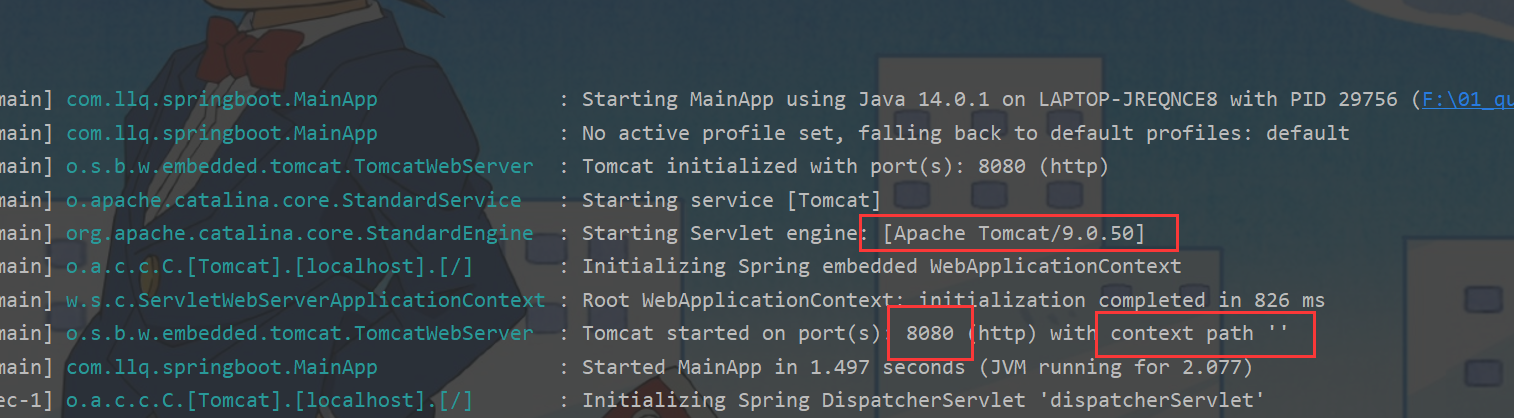 main] com.llq.springboot.MainApp : Starting MainApp using Java 14.0.1 on LAPTOP-JREQNCE8 with PID 29756 (F:\01_qu
main] com.llq.springboot.MainApp : No active profile set, falling back to default profiles: default
main] o.s.b.w.embedded.tomcat.TomcatWebServer : Tomcat initialized with port(s): 8080 (http)
main] o.apache.catalina.core.StandardService : Starting service [Tomcat]
main] org.apache.catalina.core.StandardEngine : Starting Servlet engine: [Apache Tomcat/9.0.50]
main] o.a.c.c.C.[Tomcat].[localhost].[/] : Initializing Spring embedded WebApplicationContext
main] w.s.c.ServletWebServerApplicationContext : Root WebApplicationContext: initialization completed in 826 ms
main] o.s.b.w.embedded.tomcat.TomcatWebServer : Tomcat started on port(s): 8080 (http) with context path ''
main] com.llq.springboot.MainApp : Started MainApp in 1.497 seconds (JVM running for 2.077)
ec-1] o.a.c.c.C.[Tomcat].[localhost].[/] : Initializing Spring DispatcherServlet 'dispatcherServlet'